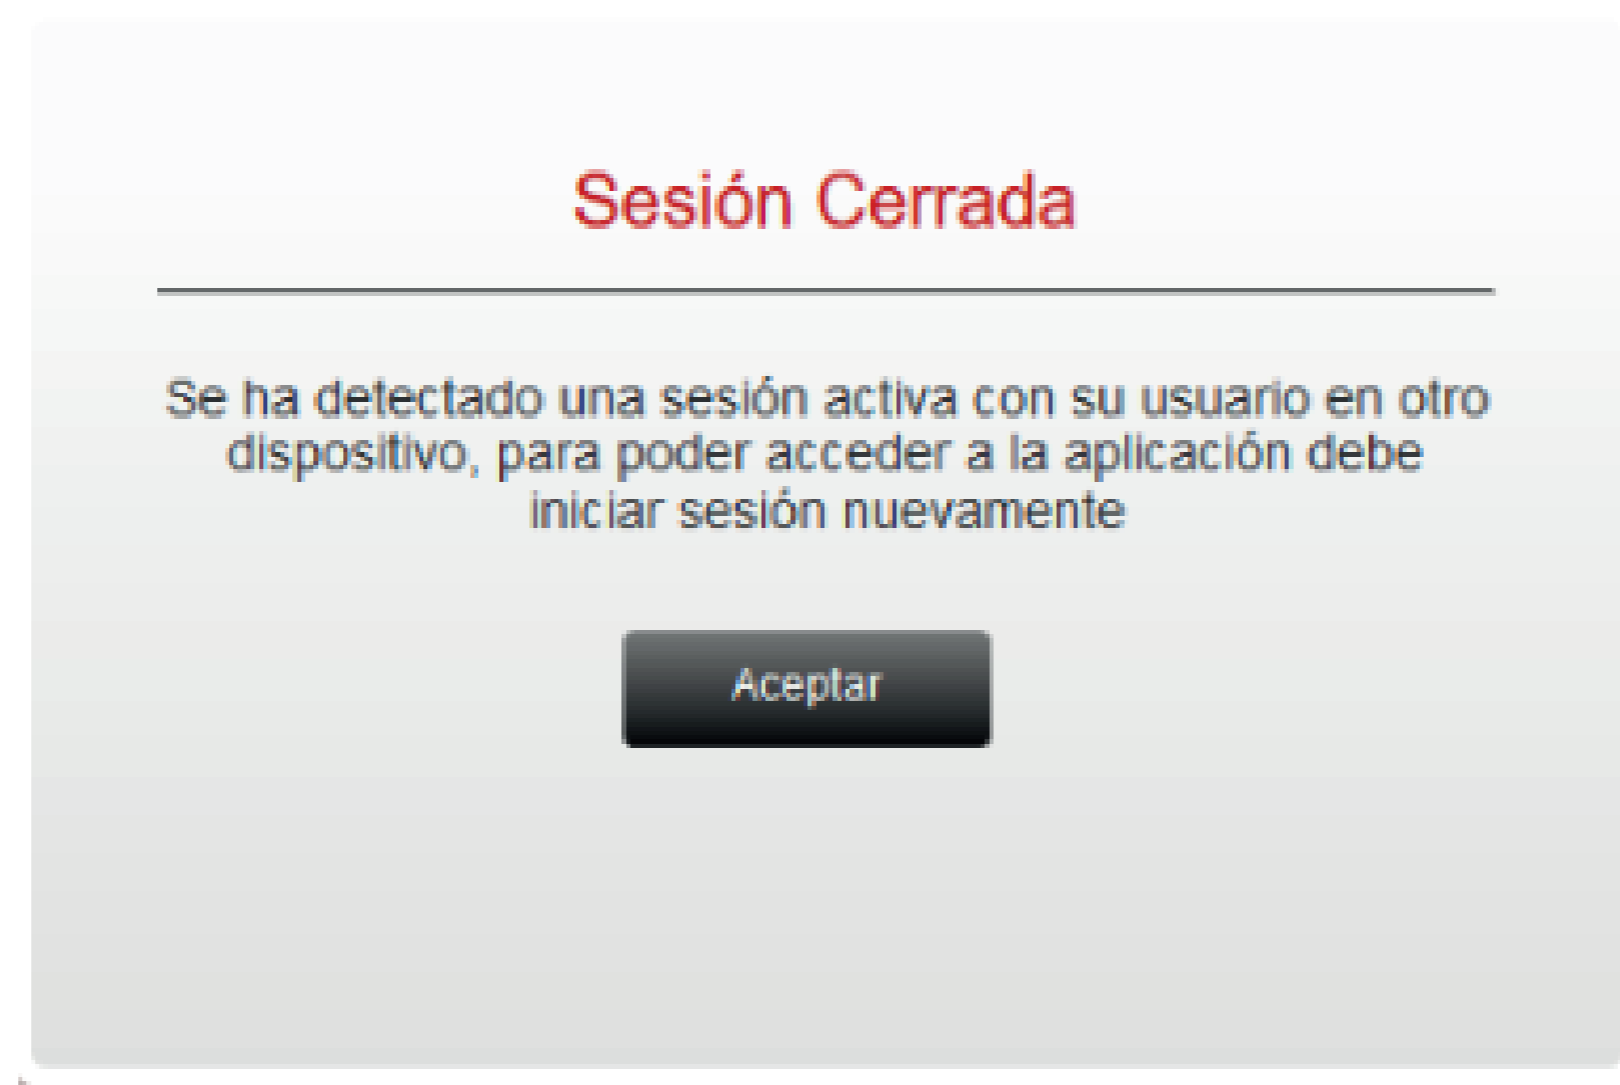 Sesión Cerrada
Se ha detectado una sesión activa con su usuario en otro
dispositivo, para poder acceder a la aplicación debe
iniciar sesión nuevamente
Aceptar